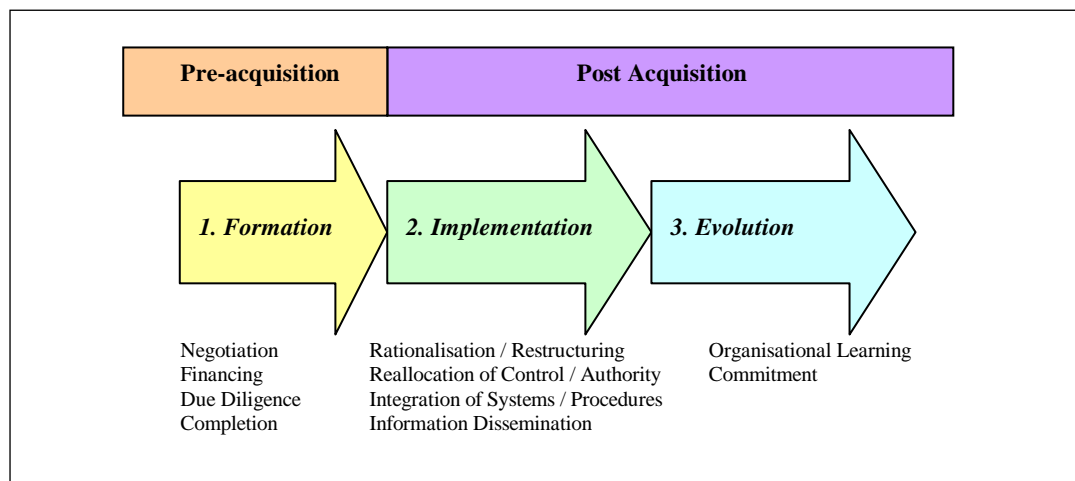 Pre-acquisition
Post Acquisition
1. Formation
2. Implementation
3. Evolution
Negotiation
Financing
Due Diligence
Completion
Rationalisation / Restructuring
Reallocation of Control / Authority
Integration of Systems / Procedures
Information Dissemination
Organisational Learning
Commitment